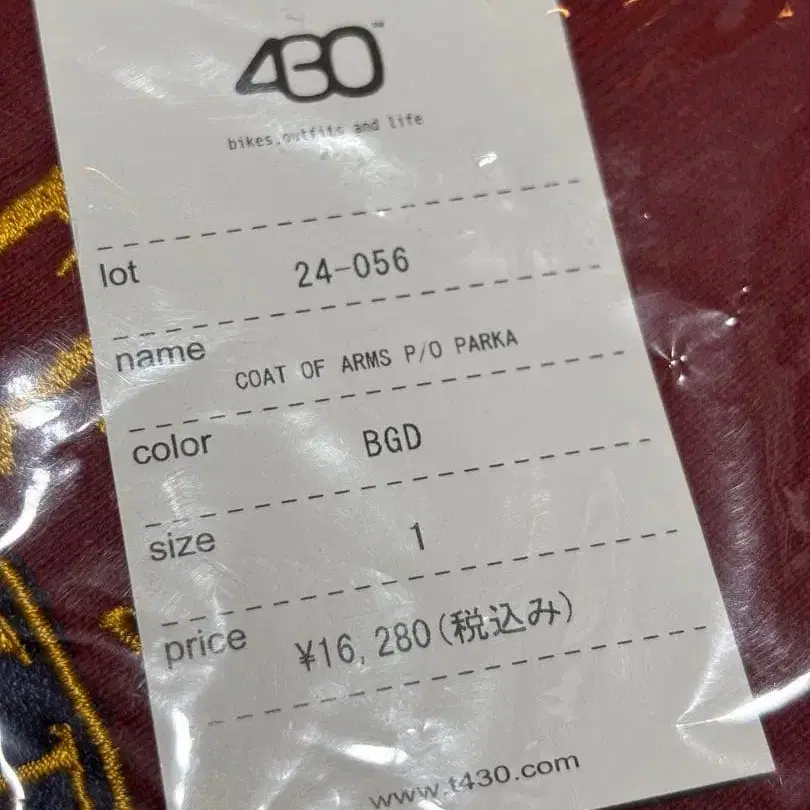 430™
bikes,outfits and life
lot 24-056
name COAT OF ARMS P/O PARKA
color BGD
size 1
price ¥16,280(税込み)
www.t430.com